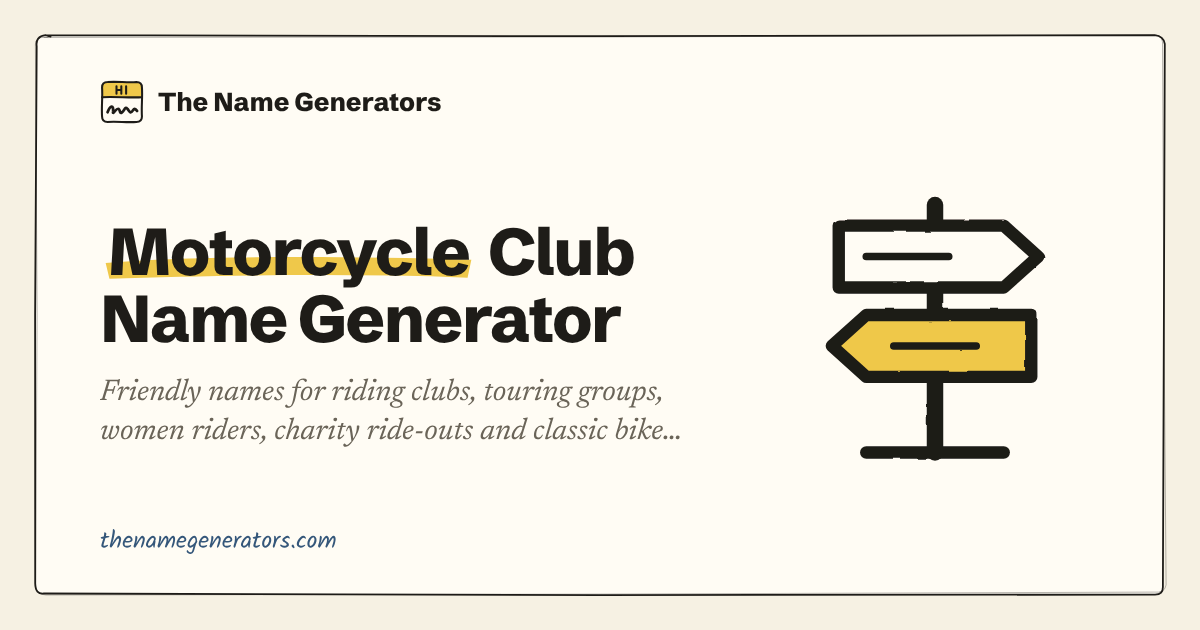 HI
The Name Generators
Motorcycle Club
Name Generator
Friendly names for riding clubs, touring groups,
women riders, charity ride-outs and classic bike...
thenamegenerators.com